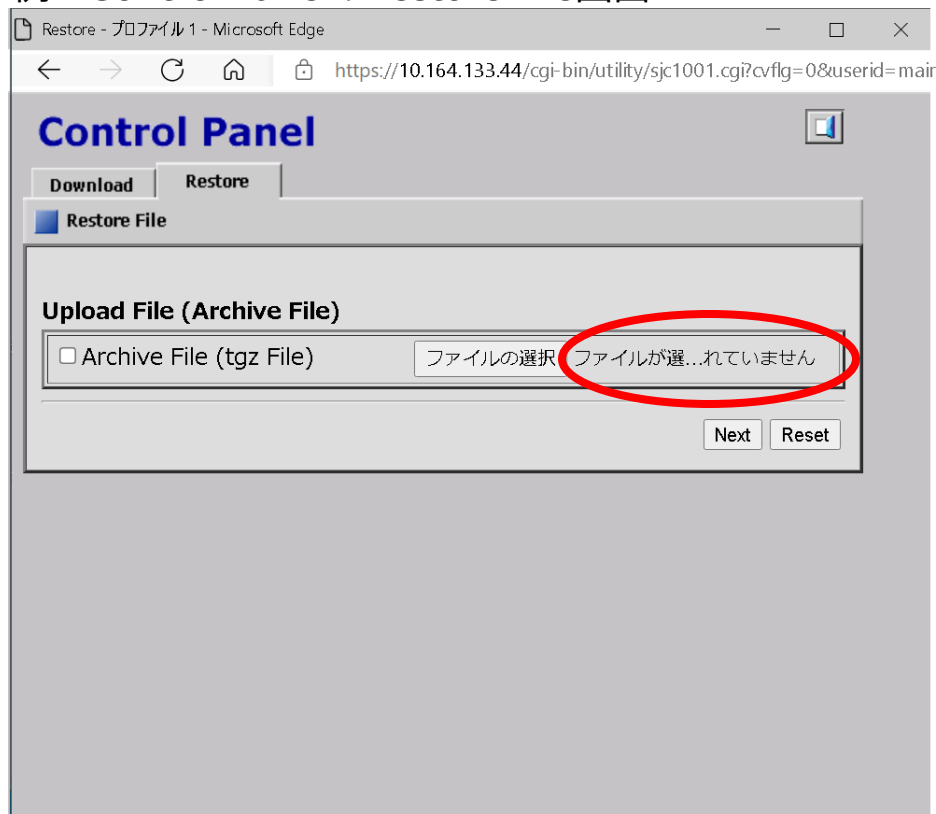 Restore - プロファイル 1 - Microsoft Edge
https://10.164.133.44/cgi-bin/utility/sjc1001.cgi?cvflg=0&userid=mair
Control Panel
Download Restore
Restore File
Upload File (Archive File)
Archive File (tgz File) ファイルの選択 ファイルが選...れていません
Next Reset